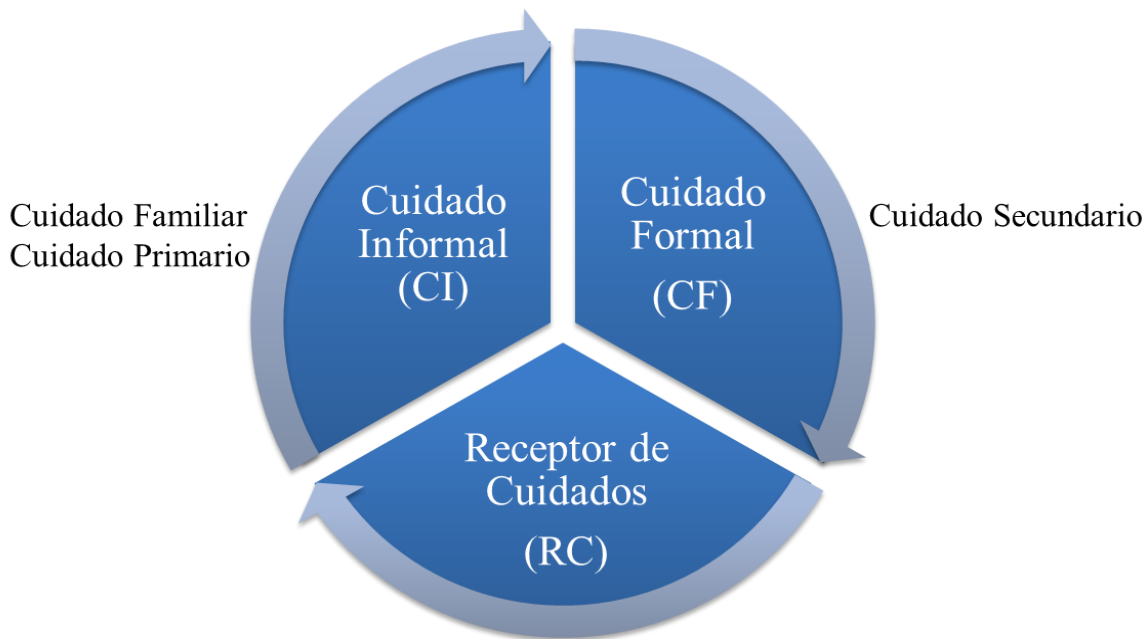 Cuidado Familiar
Cuidado Primario
Cuidado
Informal
(CI)
Cuidado
Formal
(CF)
Cuidado Secundario
Receptor de
Cuidados
(RC)